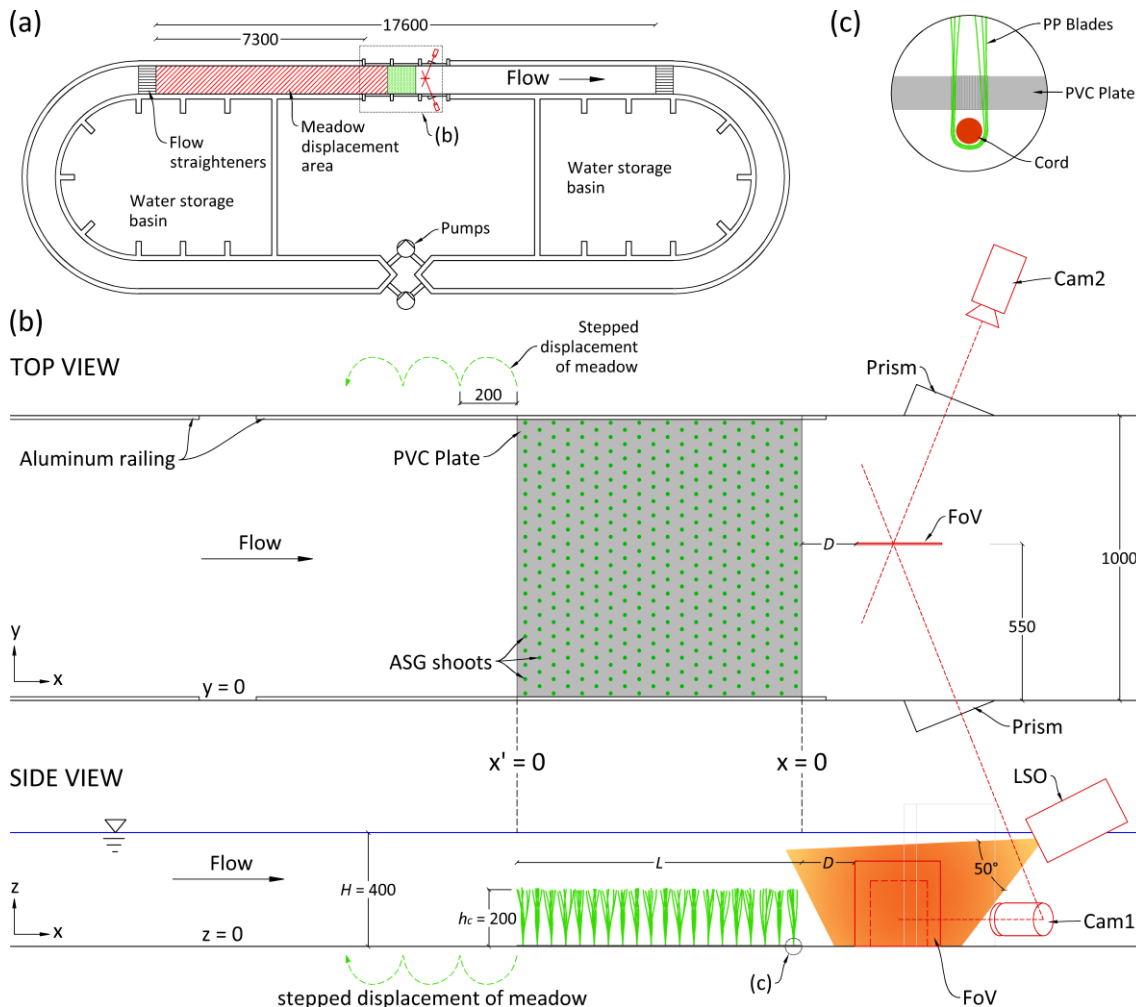 (a)
17600
7300
Flow
(b)
Flow
straighteners
Meadow
displacement
area
Water storage
basin
Water storage
basin
Pumps
(c)
PP Blades
PVC Plate
Cord
(b)
TOP VIEW
Stepped
displacement
of meadow
200
Cam2
Prism
Aluminum railing
PVC Plate
FoV
Flow
D
1000
550
ASG shoots
y
x
y = 0
Prism
x' = 0
x = 0
SIDE VIEW
LSO
Flow
L
D
50°
H = 400
z
x
hc = 200
z = 0
Cam1
(c)
FoV
stepped displacement of meadow